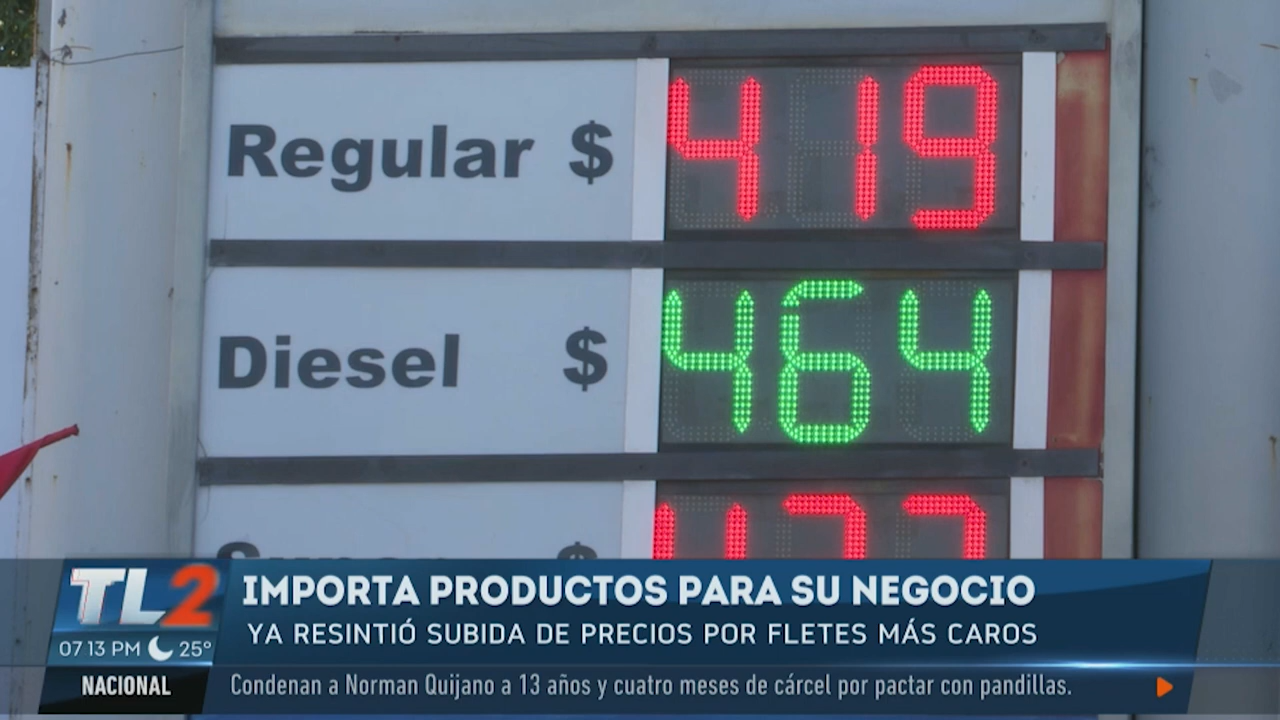 Regular $ 419
Diesel $ 464
TL2
IMPORTA PRODUCTOS PARA SU NEGOCIO
YA RESINTIÓ SUBIDA DE PRECIOS POR FLETES MÁS CAROS
07 13 PM 25°
NACIONAL
Condenan a Norman Quijano a 13 años y cuatro meses de cárcel por pactar con pandillas.